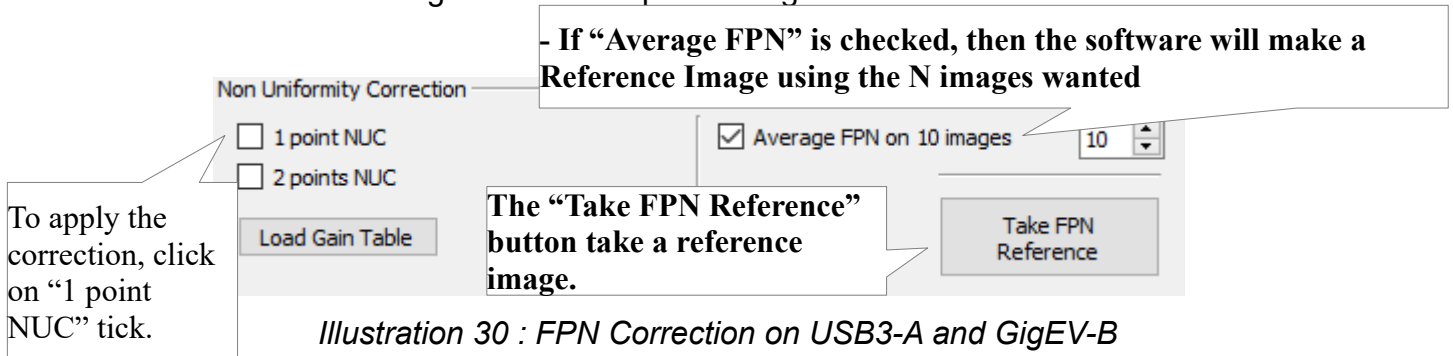 - If “Average FPN” is checked, then the software will make a
Reference Image using the N images wanted
Non Uniformity Correction
1 point NUC
2 points NUC
Load Gain Table
Average FPN on 10 images
10
To apply the
correction, click
on “1 point
NUC” tick.
The “Take FPN Reference”
button take a reference
image.
Take FPN
Reference
Illustration 30 : FPN Correction on USB3-A and GigEV-B